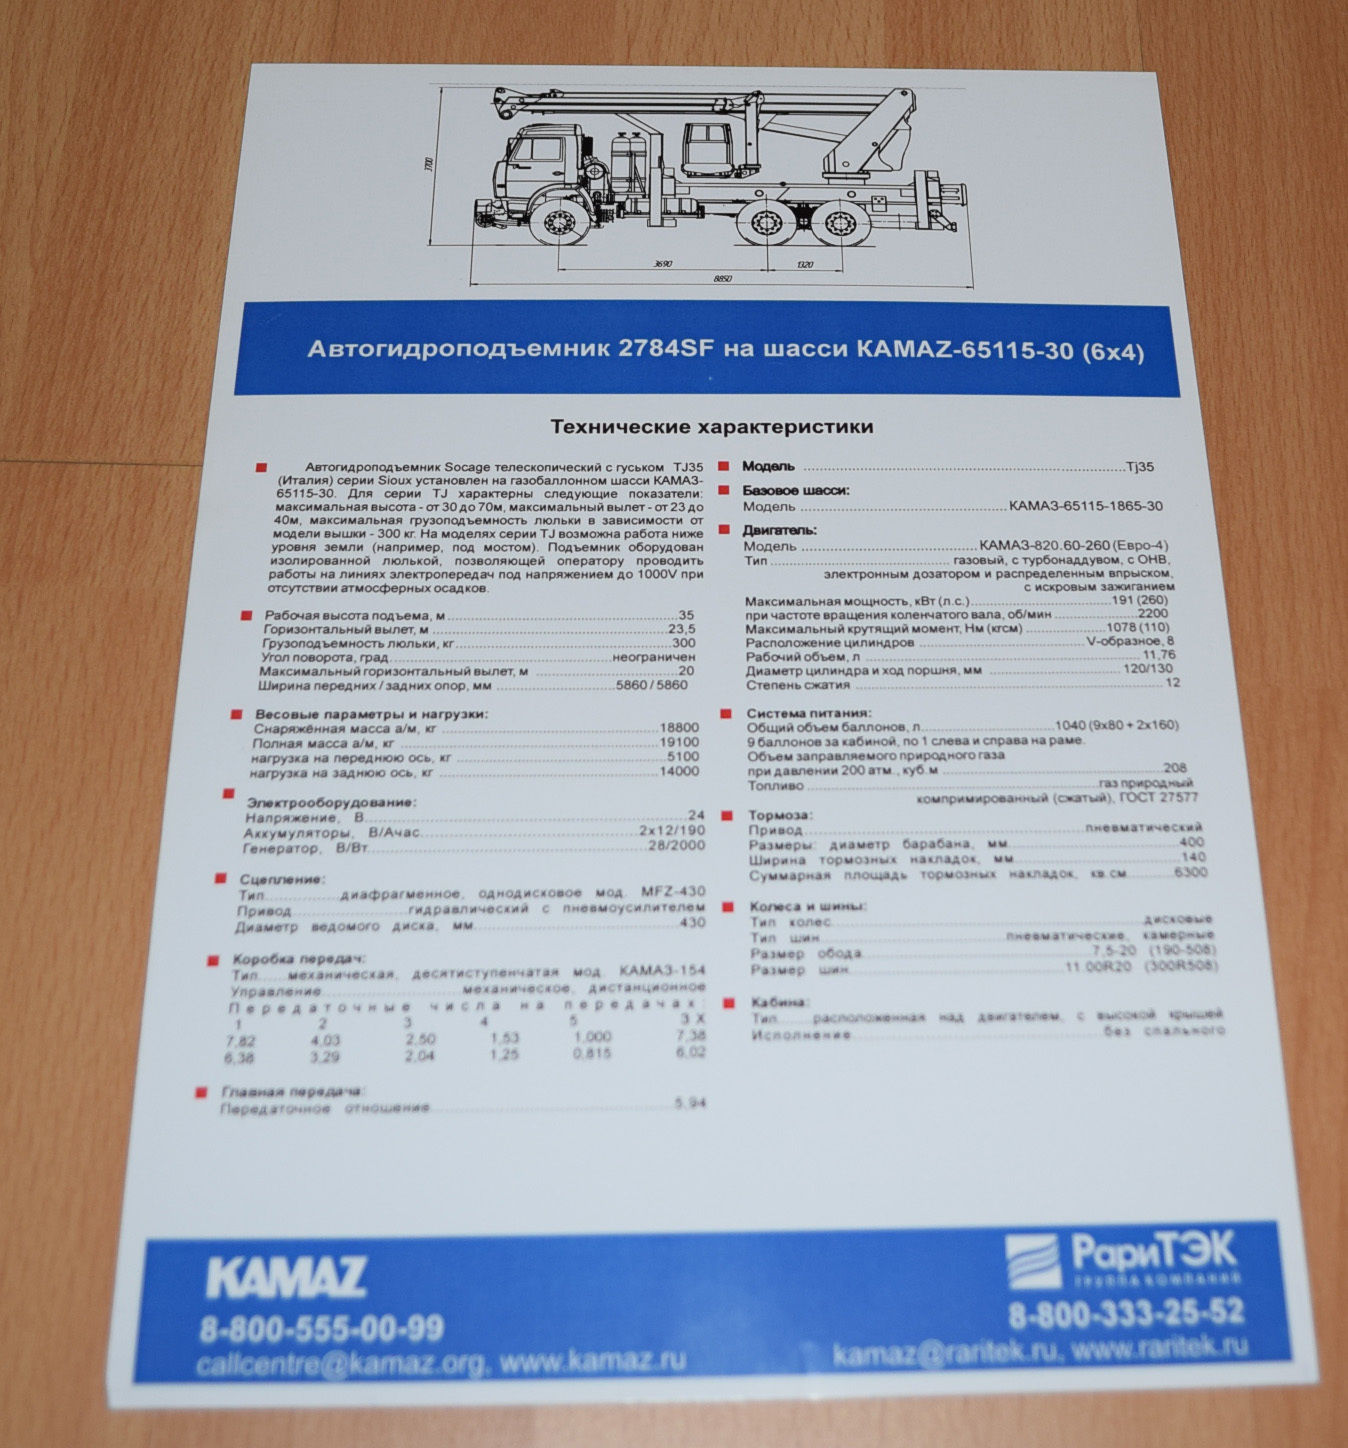 3700
3690
1320
8850
Автогидроподъемник 2784SF на шасси KAMAZ-65115-30 (6x4)
Технические характеристики
Автогидроподъемник Socage телескопический с гуськом TJ35
(Италия) серии Sioux установлен на газобаллонном шасси КАМАЗ-
65115-30. Для серии TJ характерны следующие показатели:
максимальная высота - от 30 до 70м, максимальный вылет - от 23 до
40м, максимальная грузоподъемность люльки в зависимости от
модели вышки - 300 кг. На моделях серии TJ возможна работа ниже
уровня земли (например, под мостом). Подъемник оборудован
изолированной люлькой, позволяющей оператору проводить
работы на линиях электропередач под напряжением до 1000V при
отсутствии атмосферных осадков.
Рабочая высота подъема, м 35
Горизонтальный вылет, м 23,5
Грузоподъемность люльки, кг 300
Угол поворота, град. неограничен
Максимальный горизонтальный вылет, м 20
Ширина передних / задних опор, мм 5860 / 5860
Весовые параметры и нагрузки:
Снаряжённая масса а/м, кг 18800
Полная масса а/м, кг 19100
нагрузка на переднюю ось, кг 5100
нагрузка на заднюю ось, кг 14000
Электрооборудование:
Напряжение, В 24
Аккумуляторы, В/Ачас 2x12/190
Генератор, В/Вт 28/2000
Сцепление:
Тип диафрагменное, однодисковое мод. MFZ-430
Привод гидравлический с пневмоусилителем
Диаметр ведомого диска, мм 430
Коробка передач:
Тип механическая, десятиступенчатая мод. КАМАЗ-154
Управление механическое, дистанционное
Передаточные числа на передачах:
1 2 3 4 5 3 X
7,82 4,03 2,50 1,53 1,000 7,38
6,38 3,29 2,04 1,25 0,815 6,02
Главная передача:
Передаточное отношение 5,94
Модель Tj35
Базовое шасси:
Модель КАМАЗ-65115-1865-30
Двигатель:
Модель КАМАЗ-820.60-260 (Евро-4)
Тип газовый, с турбонаддувом, с ОНВ,
электронным дозатором и распределенным впрыском,
с искровым зажиганием
Максимальная мощность, кВт (л.с.) 191 (260)
при частоте вращения коленчатого вала, об/мин 2200
Максимальный крутящий момент, Нм (кгсм) 1078 (110)
Расположение цилиндров V-образное, 8
Рабочий объем, л 11,76
Диаметр цилиндра и ход поршня, мм 120/130
Степень сжатия 12
Система питания:
Общий объем баллонов, л 1040 (9x80 + 2x160)
9 баллонов за кабиной, по 1 слева и справа на раме.
Объем заправляемого природного газа
при давлении 200 атм., куб.м 208
Топливо газ природный
компримированный (сжатый), ГОСТ 27577
Тормоза:
Привод пневматический
Размеры: диаметр барабана, мм 400
Ширина тормозных накладок, мм 140
Суммарная площадь тормозных накладок, кв.см 6300
Колеса и шины:
Тип колес дисковые
Тип шин пневматические, камерные
Размер обода 7,5-20 (190-508)
Размер шин 11.00R20 (300R508)
Кабина:
Тип расположенная над двигателем, с высокой крышей
Исполнение без спального
KAMAZ
8-800-555-00-99
callcentre@kamaz.org, www.kamaz.ru
РариТЭК
ГРУППА КОМПАНИЙ
8-800-333-25-52
kamaz@raritek.ru, www.raritek.ru